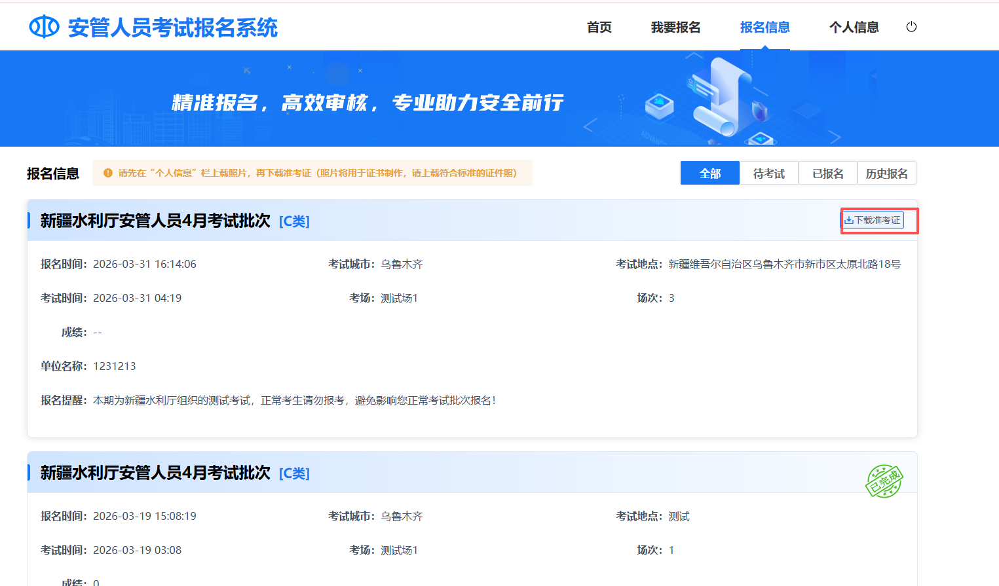 安管人员考试报名系统
首页 我要报名 报名信息 个人信息
精准报名，高效审核，专业助力安全前行
报名信息 请先在“个人信息”栏上载照片，再下载准考证（照片将用于证书制作，请上载符合标准的证件照） 全部 待考试 已报名 历史报名
新疆水利厅安管人员4月考试批次 [C类] 下载准考证
报名时间：2026-03-31 16:14:06 考试城市：乌鲁木齐 考试地点：新疆维吾尔自治区乌鲁木齐市新市区太原北路18号
考试时间：2026-03-31 04:19 考场：测试场1 场次：3
成绩：--
单位名称：1231213
报名提醒：本期为新疆水利厅组织的测试考试，正常考生请勿报考，避免影响您正常考试批次报名！
新疆水利厅安管人员4月考试批次 [C类] 已完成
报名时间：2026-03-19 15:08:19 考试城市：乌鲁木齐 考试地点：测试
考试时间：2026-03-19 03:08 考场：测试场1 场次：1
成绩：0